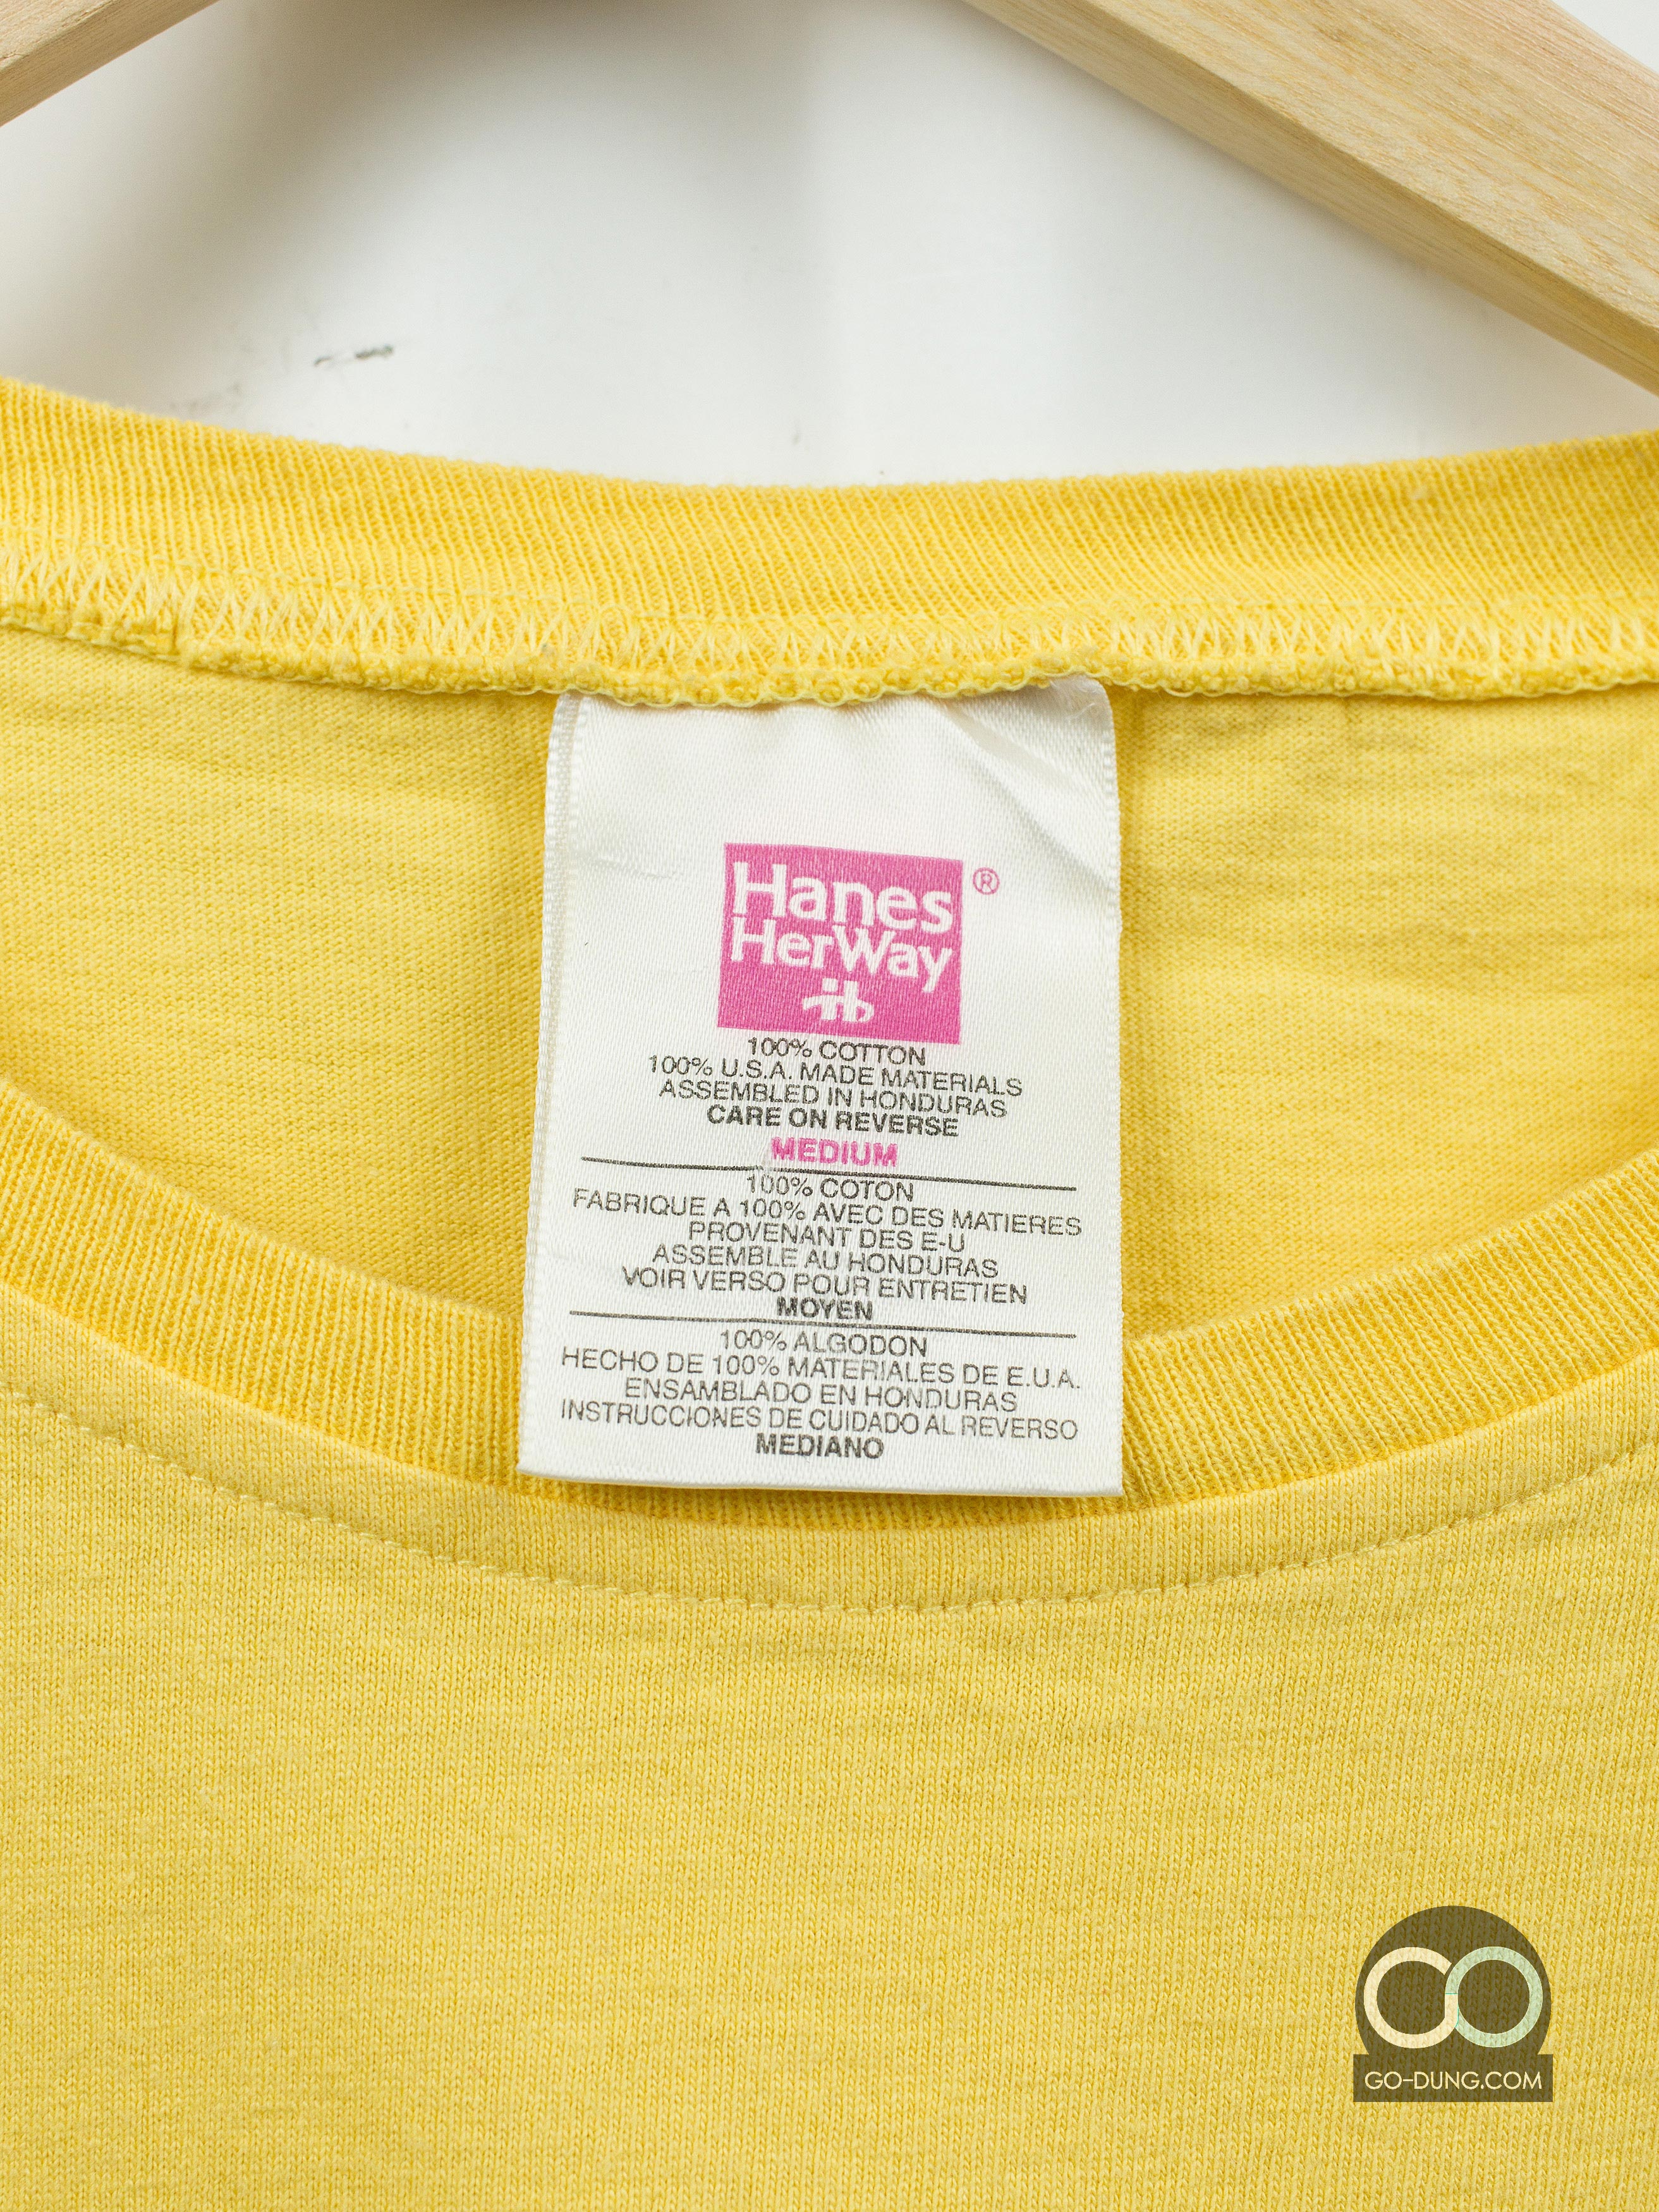 Hanes ®
HerWay
100% COTTON
100% U.S.A. MADE MATERIALS
ASSEMBLED IN HONDURAS
CARE ON REVERSE
MEDIUM
100% COTON
FABRIQUE A 100% AVEC DES MATIERES
PROVENANT DES E-U
ASSEMBLE AU HONDURAS
VOIR VERSO POUR ENTRETIEN
MOYEN
100% ALGODON
HECHO DE 100% MATERIALES DE E.U.A.
ENSAMBLADO EN HONDURAS
INSTRUCCIONES DE CUIDADO AL REVERSO
MEDIANO
GO
GO-DUNG.COM